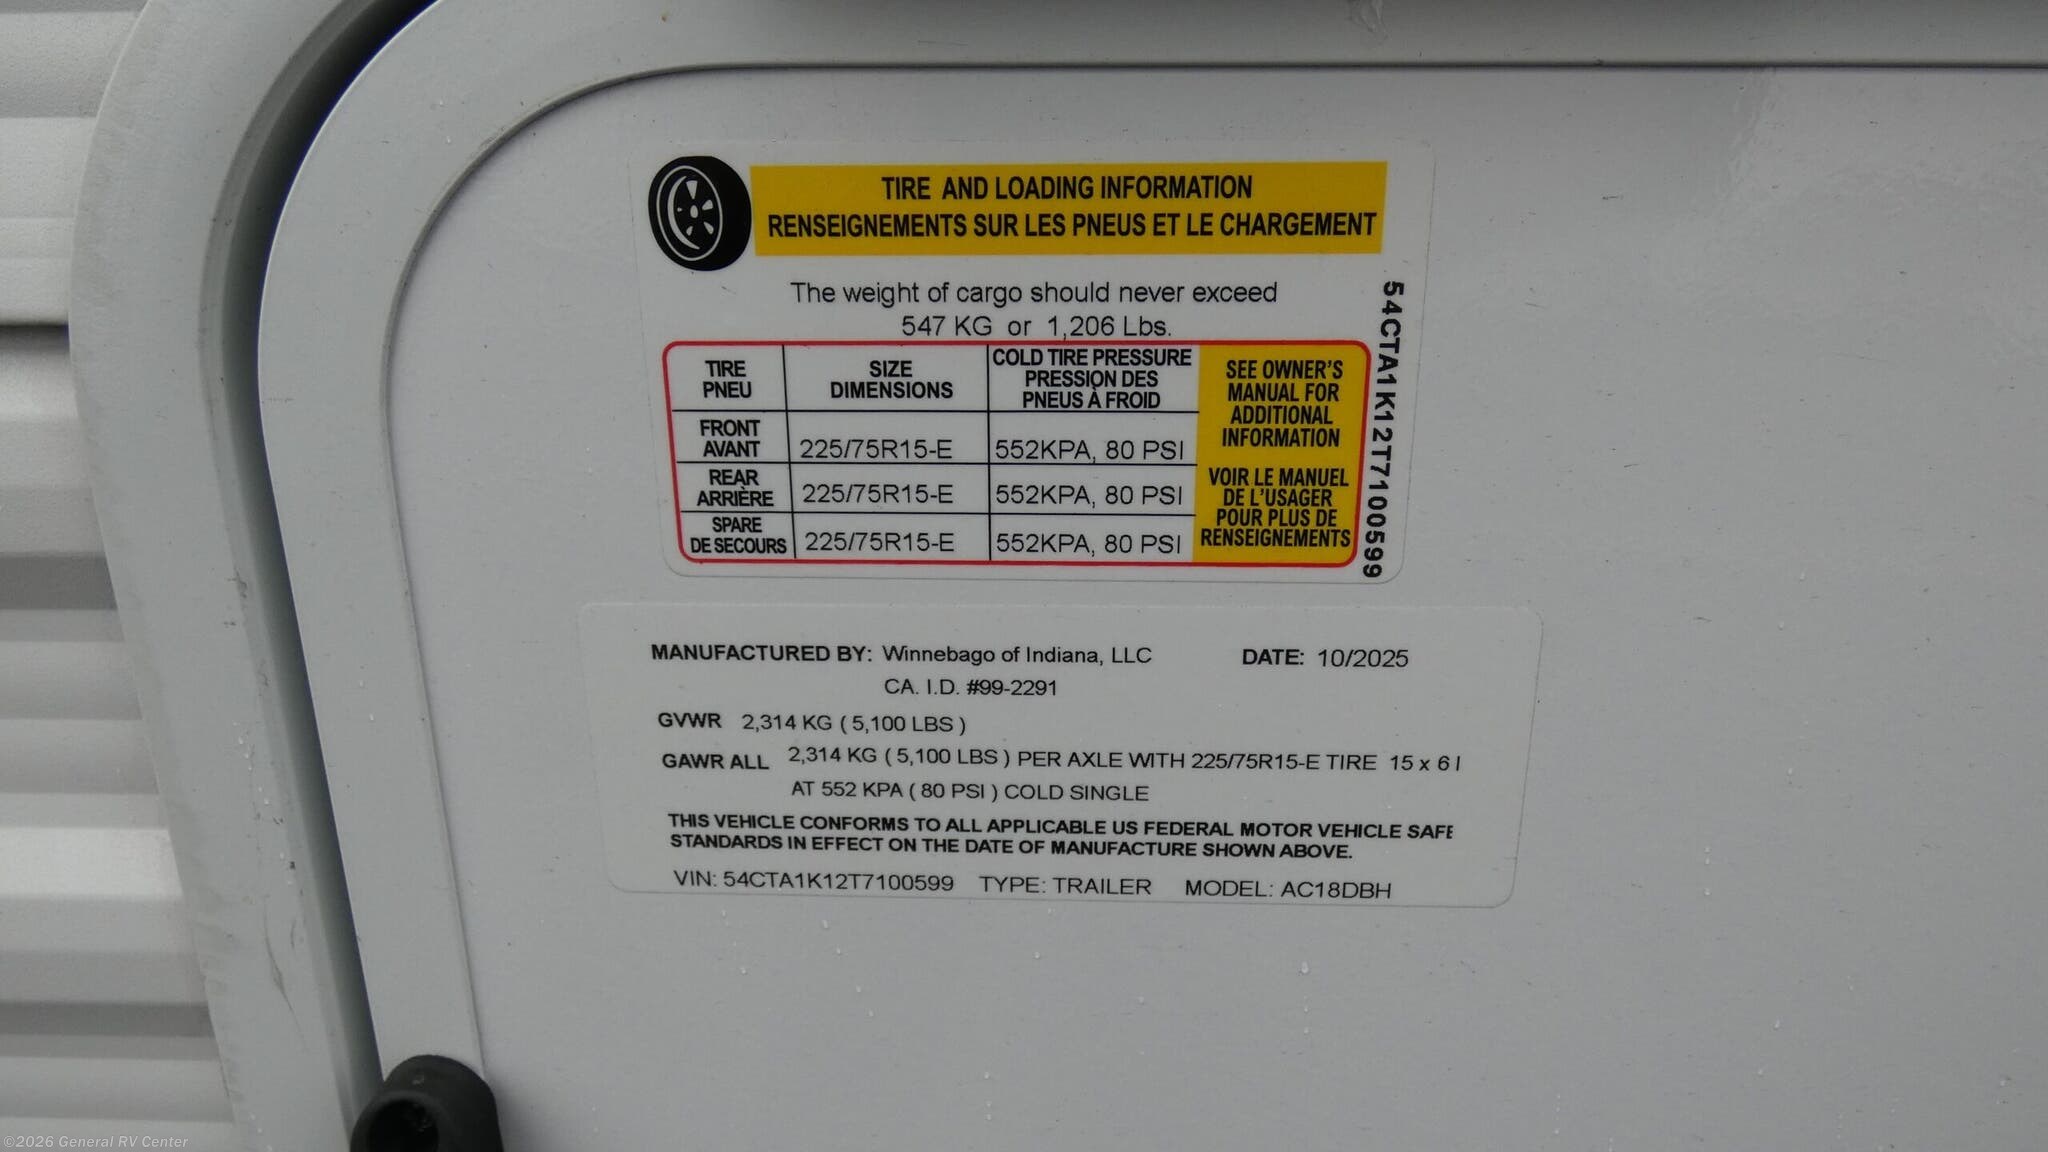 TIRE AND LOADING INFORMATION
RENSEIGNEMENTS SUR LES PNEUS ET LE CHARGEMENT
The weight of cargo should never exceed
547 KG or 1,206 Lbs.
TIRE
PNEU
SIZE
DIMENSIONS
COLD TIRE PRESSURE
PRESSION DES
PNEUS À FROID
FRONT
AVANT
225/75R15-E
552KPA, 80 PSI
REAR
ARRIÈRE
225/75R15-E
552KPA, 80 PSI
SPARE
DE SECOURS
225/75R15-E
552KPA, 80 PSI
SEE OWNER'S
MANUAL FOR
ADDITIONAL
INFORMATION
VOIR LE MANUEL
DE L'USAGER
POUR PLUS DE
RENSEIGNEMENTS
54CTA1K12T7100599
MANUFACTURED BY: Winnebago of Indiana, LLC DATE: 10/2025
CA. I.D. #99-2291
GVWR 2,314 KG ( 5,100 LBS )
GAWR ALL 2,314 KG ( 5,100 LBS ) PER AXLE WITH 225/75R15-E TIRE 15 x 6 I
AT 552 KPA ( 80 PSI ) COLD SINGLE
THIS VEHICLE CONFORMS TO ALL APPLICABLE US FEDERAL MOTOR VEHICLE SAFE
STANDARDS IN EFFECT ON THE DATE OF MANUFACTURE SHOWN ABOVE.
VIN: 54CTA1K12T7100599 TYPE: TRAILER MODEL: AC18DBH
©2026 General RV Center